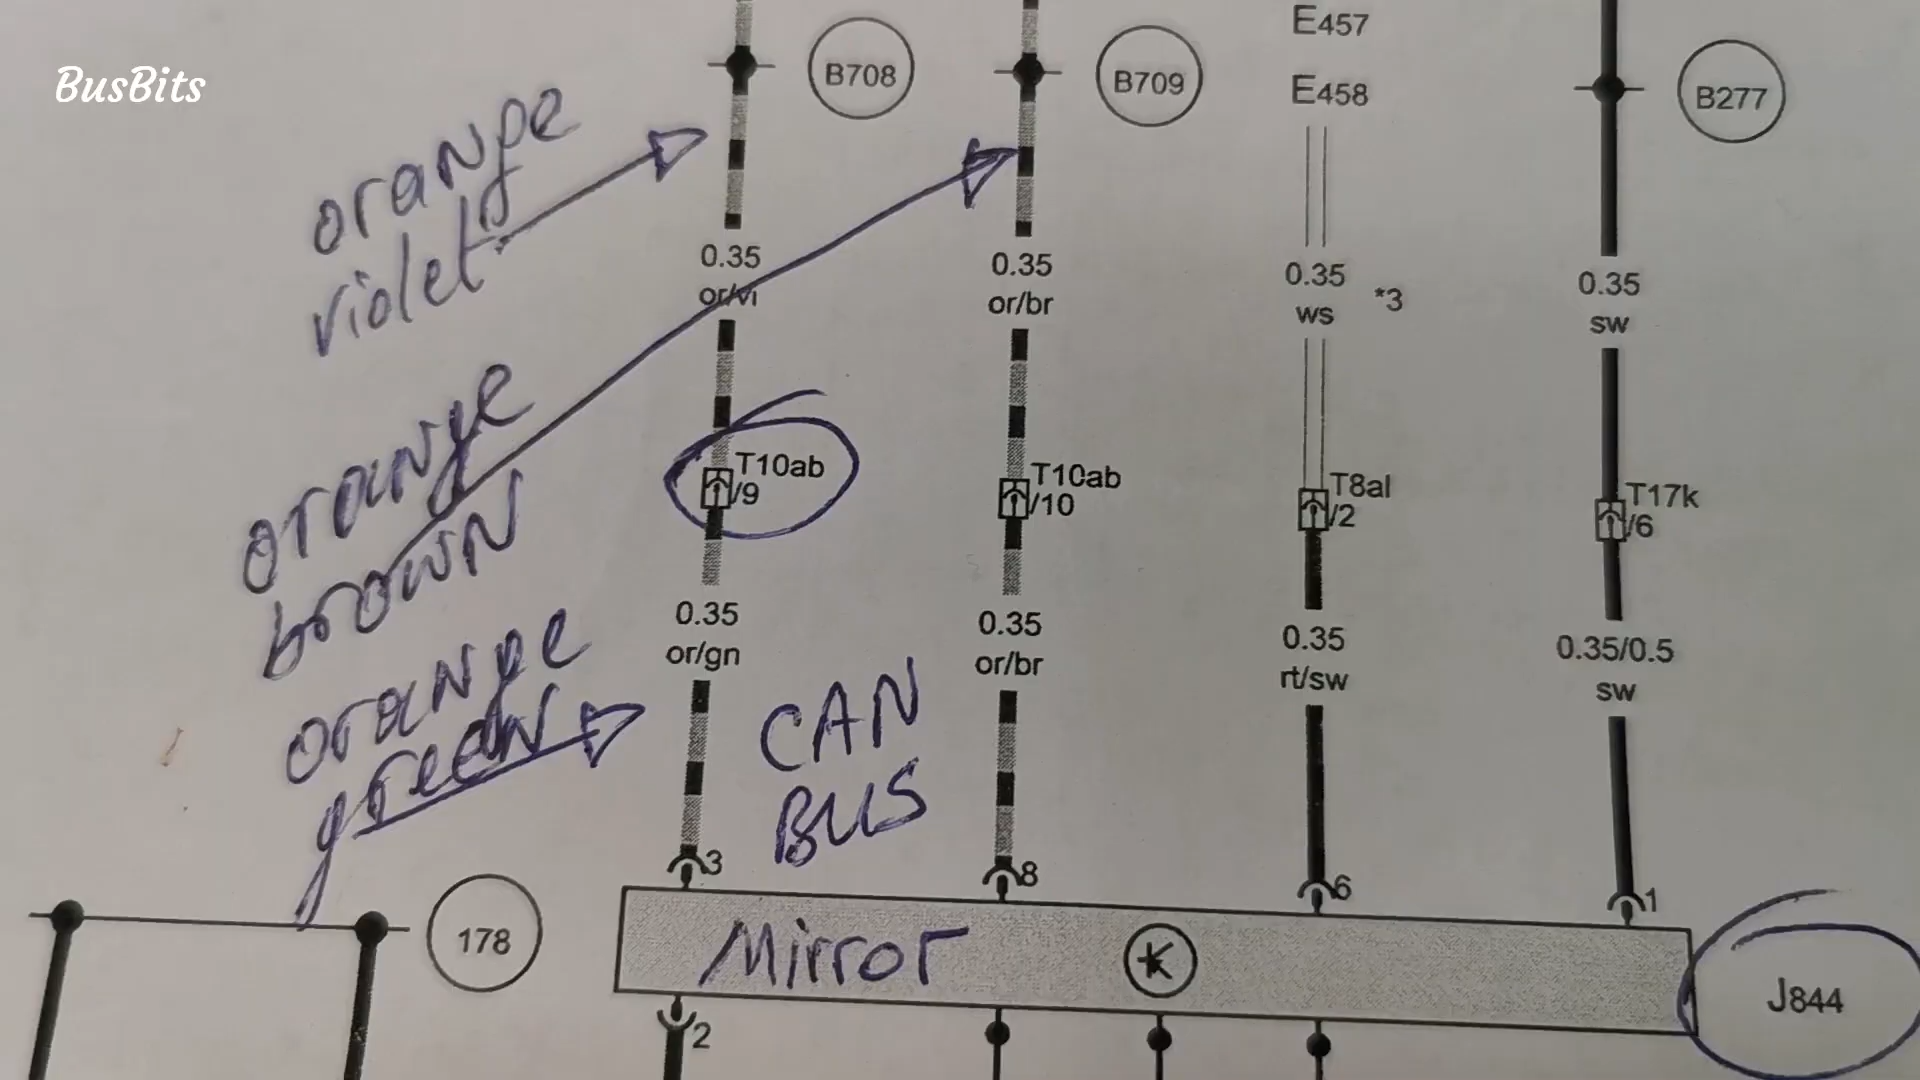 BusBits
E457
B708
B709
E458
B277
orange
violet
0.35
or/vi
0.35
or/br
0.35
ws
*3
0.35
sw
orange
brown
T10ab
/9
T10ab
/10
T8al
/2
T17k
/6
0.35
or/gn
0.35
or/br
0.35
rt/sw
0.35/0.5
sw
orange
green
CAN
BUS
3
8
6
1
178
Mirror
K
J844
2